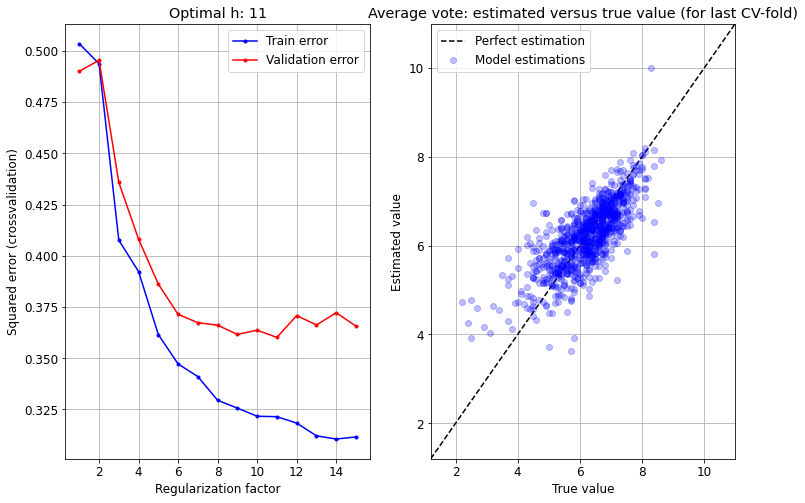 Optimal h: 11
Train error
Validation error
0.500
0.475
0.450
0.425
0.400
0.375
0.350
0.325
Squared error (crossvalidation)
2 4 6 8 10 12 14
Regularization factor
Average vote: estimated versus true value (for last CV-fold)
Perfect estimation
Model estimations
10
8
6
4
2
Estimated value
2 4 6 8 10
True value